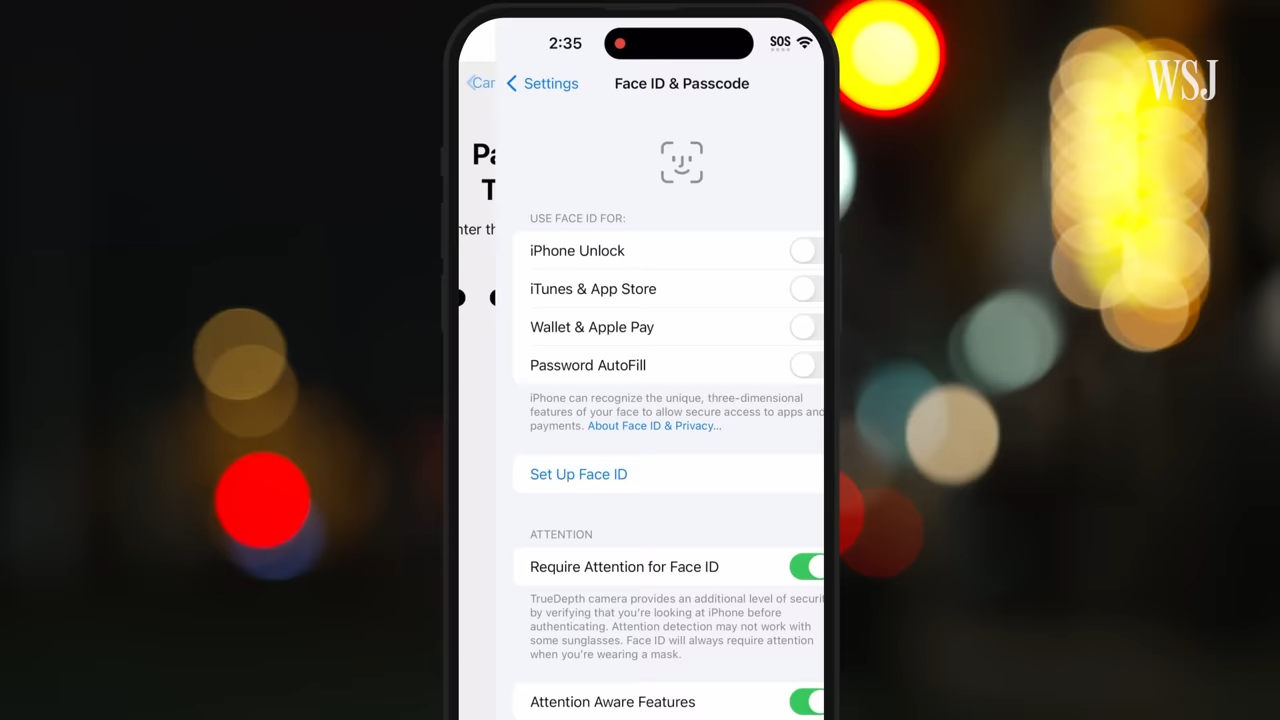 2:35
SOS
WSJ
Settings
Face ID & Passcode
USE FACE ID FOR:
iPhone Unlock
iTunes & App Store
Wallet & Apple Pay
Password AutoFill
iPhone can recognize the unique, three-dimensional
features of your face to allow secure access to apps and
payments. About Face ID & Privacy...
Set Up Face ID
ATTENTION
Require Attention for Face ID
TrueDepth camera provides an additional level of
by verifying that you're looking at iPhone before
authenticating. Attention detection may not work with
some sunglasses. Face ID will always require attention
when you're wearing a mask.
Attention Aware Features